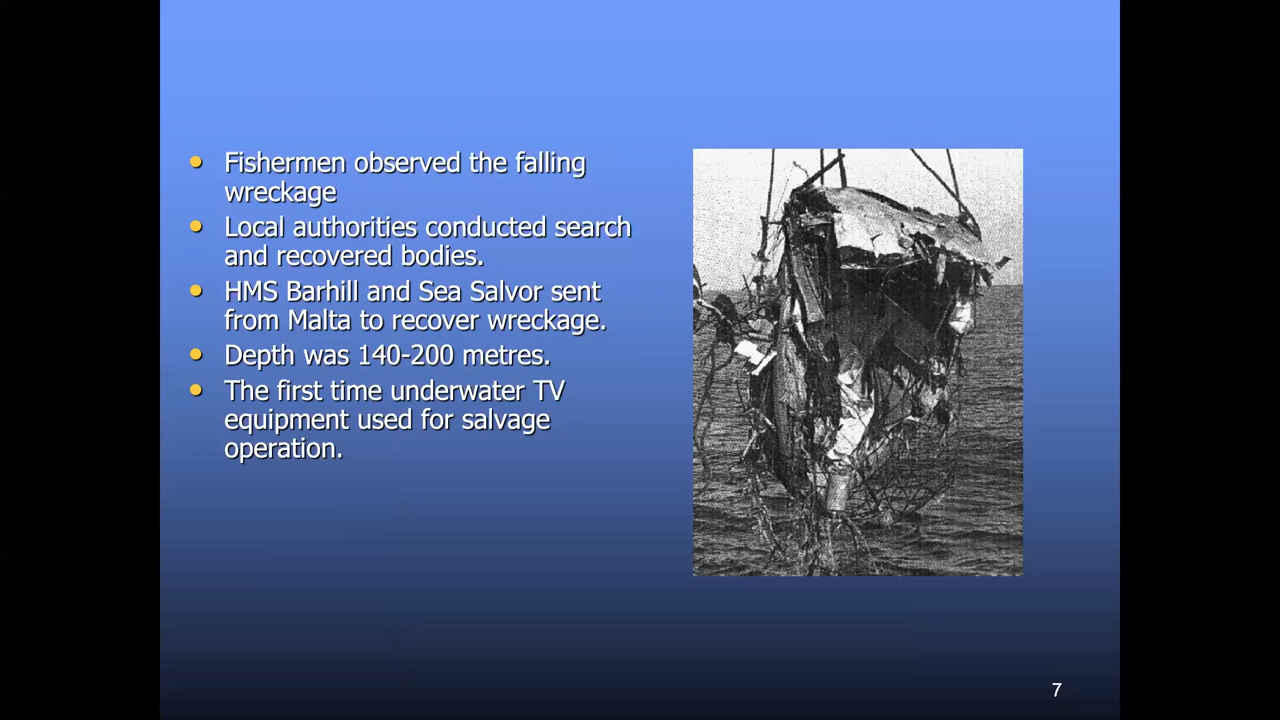 Fishermen observed the falling
wreckage
Local authorities conducted search
and recovered bodies.
HMS Barhill and Sea Salvor sent
from Malta to recover wreckage.
Depth was 140-200 metres.
The first time underwater TV
equipment used for salvage
operation.
7